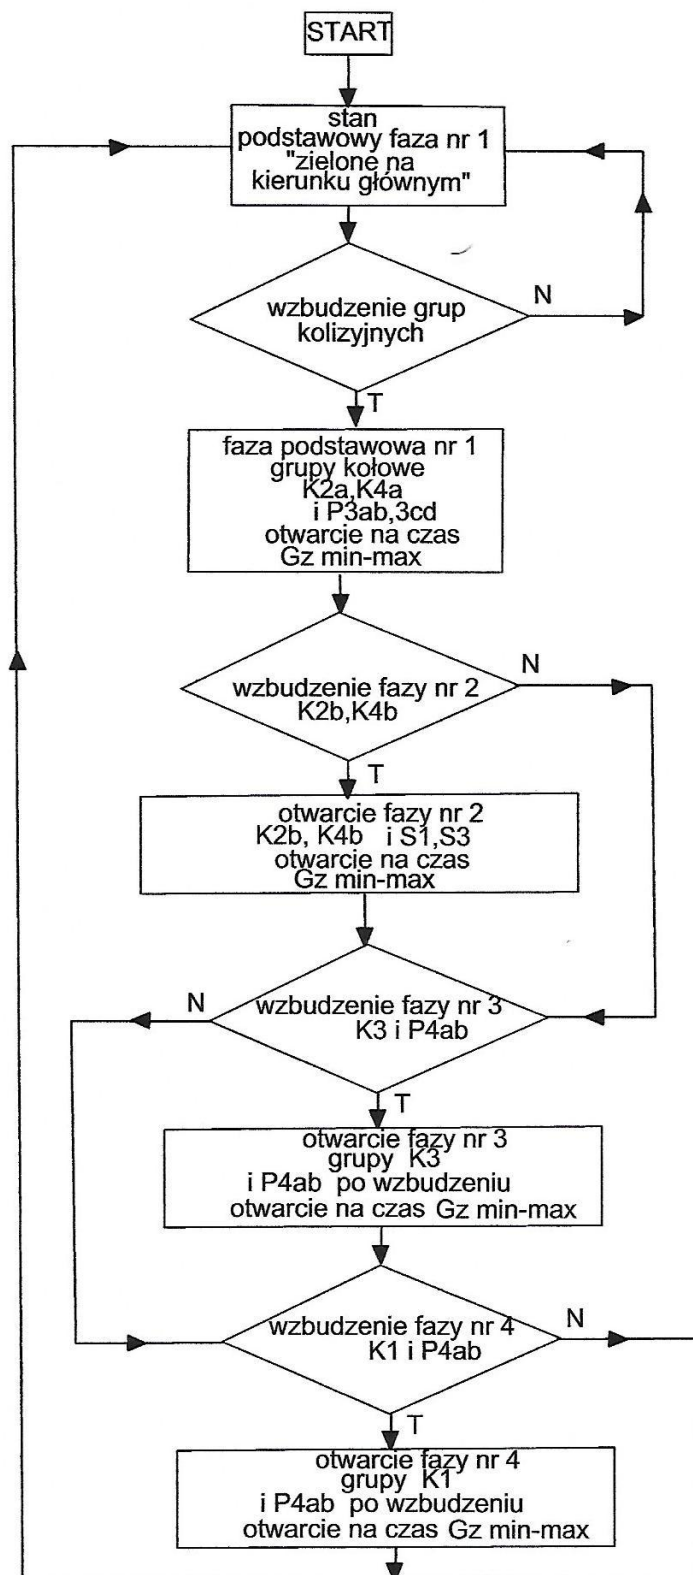 START
stan
podstawowy faza nr 1
"zielone na
kierunku głównym"
wzbudzenie grup
kolizyjnych
N
T
faza podstawowa nr 1
grupy kołowe
K2a,K4a
i P3ab,3cd
otwarcie na czas
Gz min-max
wzbudzenie fazy nr 2
K2b,K4b
N
T
otwarcie fazy nr 2
K2b, K4b i S1,S3
otwarcie na czas
Gz min-max
wzbudzenie fazy nr 3
K3 i P4ab
N
T
otwarcie fazy nr 3
grupy K3
i P4ab po wzbudzeniu
otwarcie na czas Gz min-max
wzbudzenie fazy nr 4
K1 i P4ab
N
T
otwarcie fazy nr 4
grupy K1
i P4ab po wzbudzeniu
otwarcie na czas Gz min-max